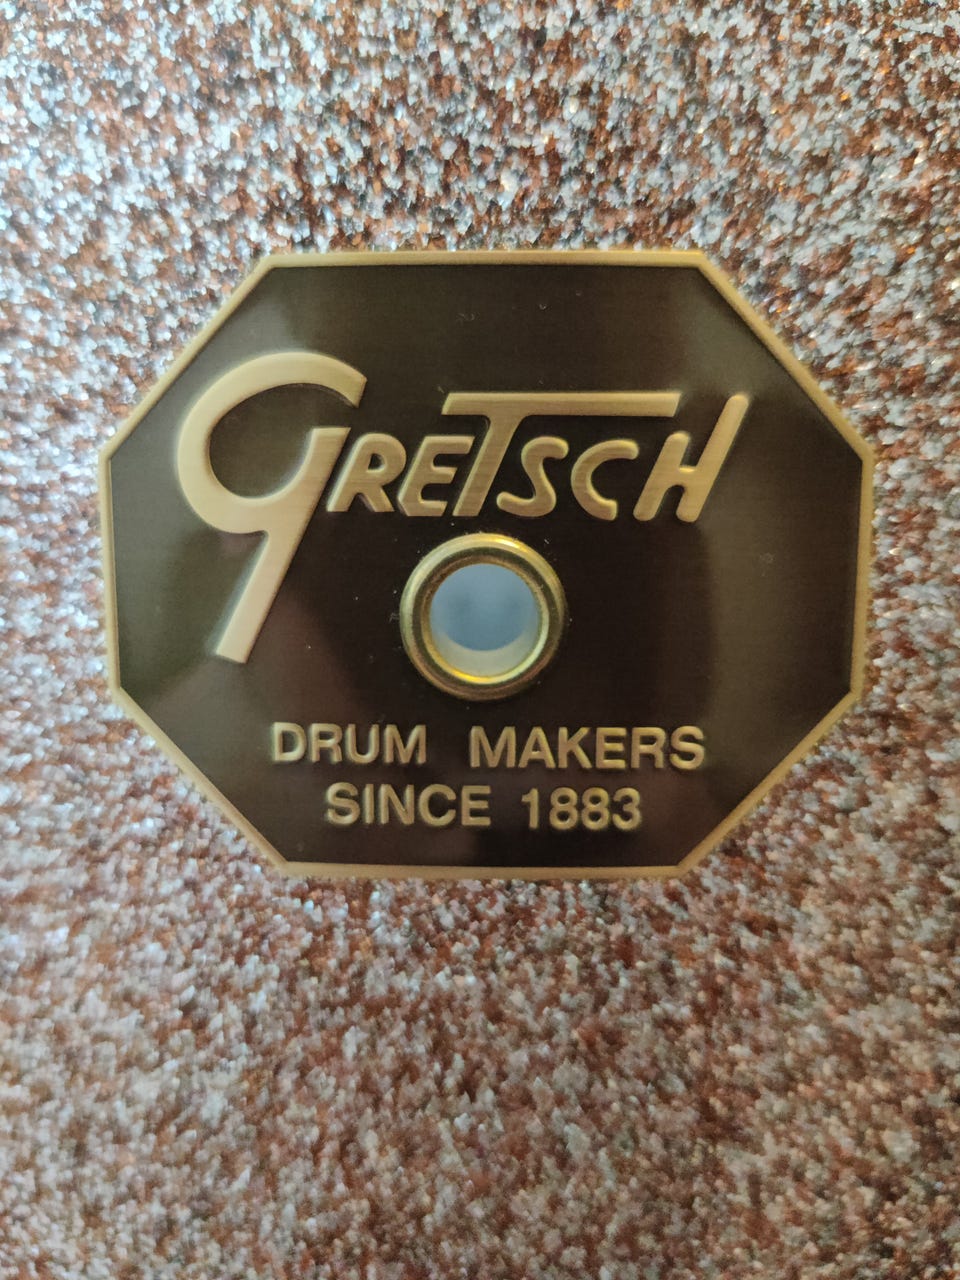 GRETSCH
DRUM MAKERS
SINCE 1883